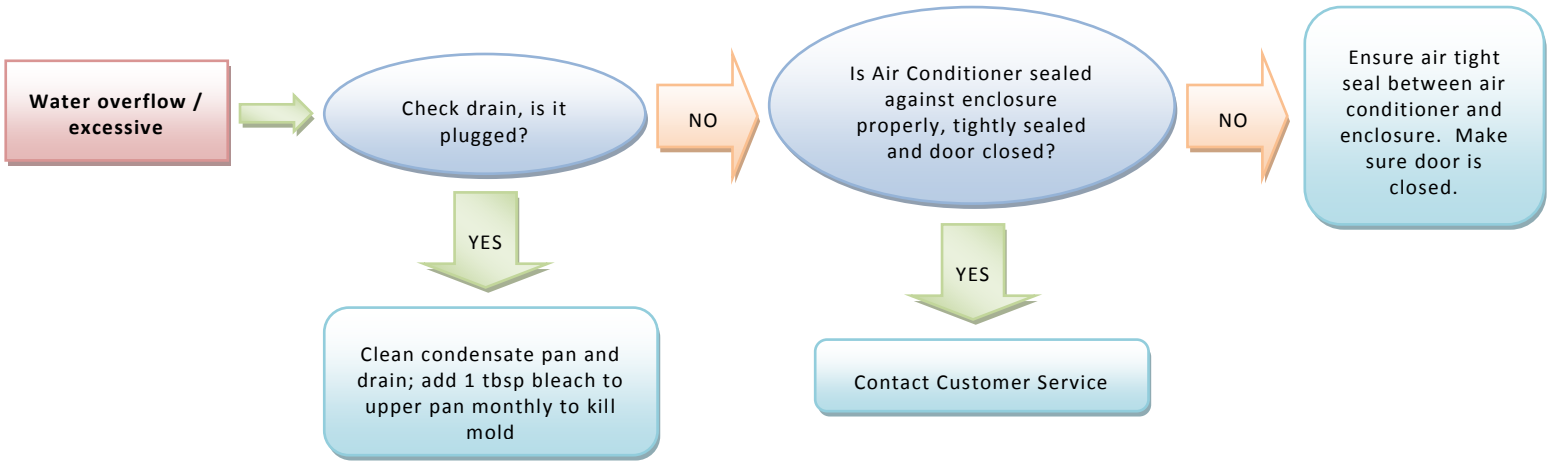 Water overflow /
excessive
Check drain, is it
plugged?
NO
Is Air Conditioner sealed
against enclosure
properly, tightly sealed
and door closed?
NO
Ensure air tight
seal between air
conditioner and
enclosure.  Make
sure door is
closed.
YES
Clean condensate pan and
drain; add 1 tbsp bleach to
upper pan monthly to kill
mold
YES
Contact Customer Service